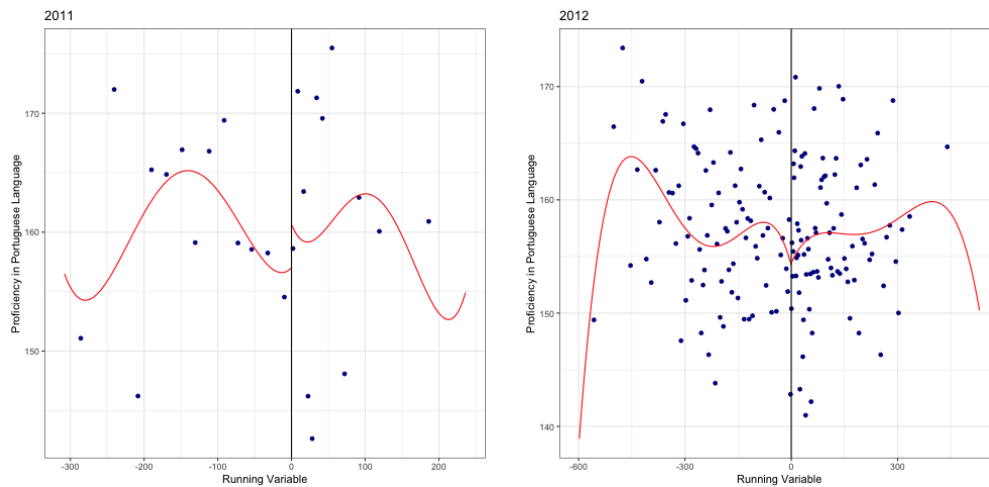 2011
Proficiency in Portuguese Language
170
160
150
-300 -200 -100 0 100 200
Running Variable
2012
Proficiency in Portuguese Language
170
160
150
140
-600 -300 0 300
Running Variable